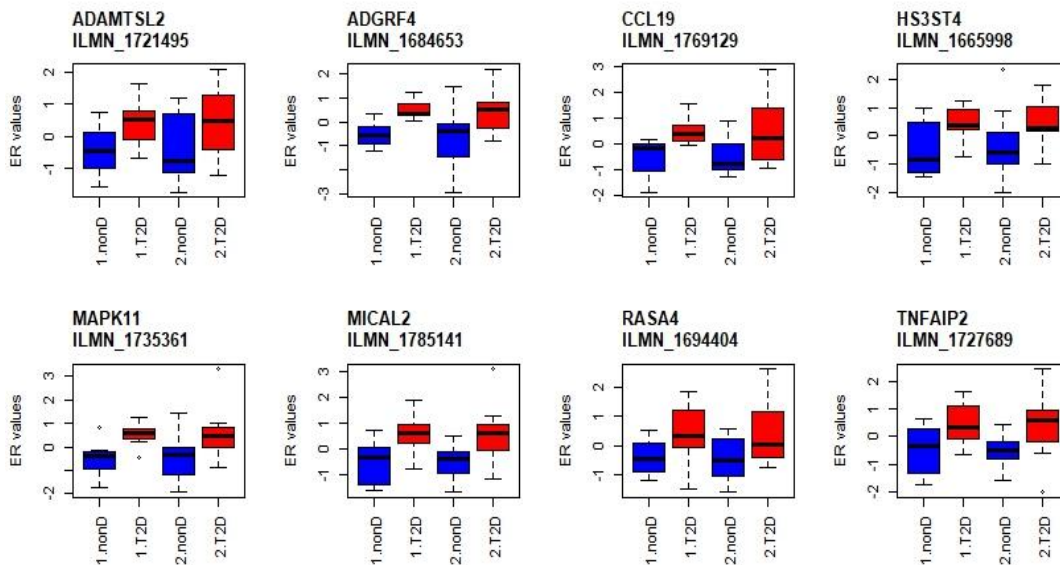 ADAMTSL2
ILMN_1721495
ER values
2
1
0
-1
1.nonD
1.T2D
2.nonD
2.T2D
ADGRF4
ILMN_1684653
ER values
2
1
0
-1
-3
1.nonD
1.T2D
2.nonD
2.T2D
CCL19
ILMN_1769129
ER values
3
2
1
0
-1
-2
1.nonD
1.T2D
2.nonD
2.T2D
HS3ST4
ILMN_1665998
ER values
2
1
0
-1
-2
1.nonD
1.T2D
2.nonD
2.T2D
MAPK11
ILMN_1735361
ER values
3
2
1
0
-2
1.nonD
1.T2D
2.nonD
2.T2D
MICAL2
ILMN_1785141
ER values
3
2
1
0
-1
1.nonD
1.T2D
2.nonD
2.T2D
RASA4
ILMN_1694404
ER values
2
1
0
-1
1.nonD
1.T2D
2.nonD
2.T2D
TNFAIP2
ILMN_1727689
ER values
2
1
0
-1
-2
1.nonD
1.T2D
2.nonD
2.T2D